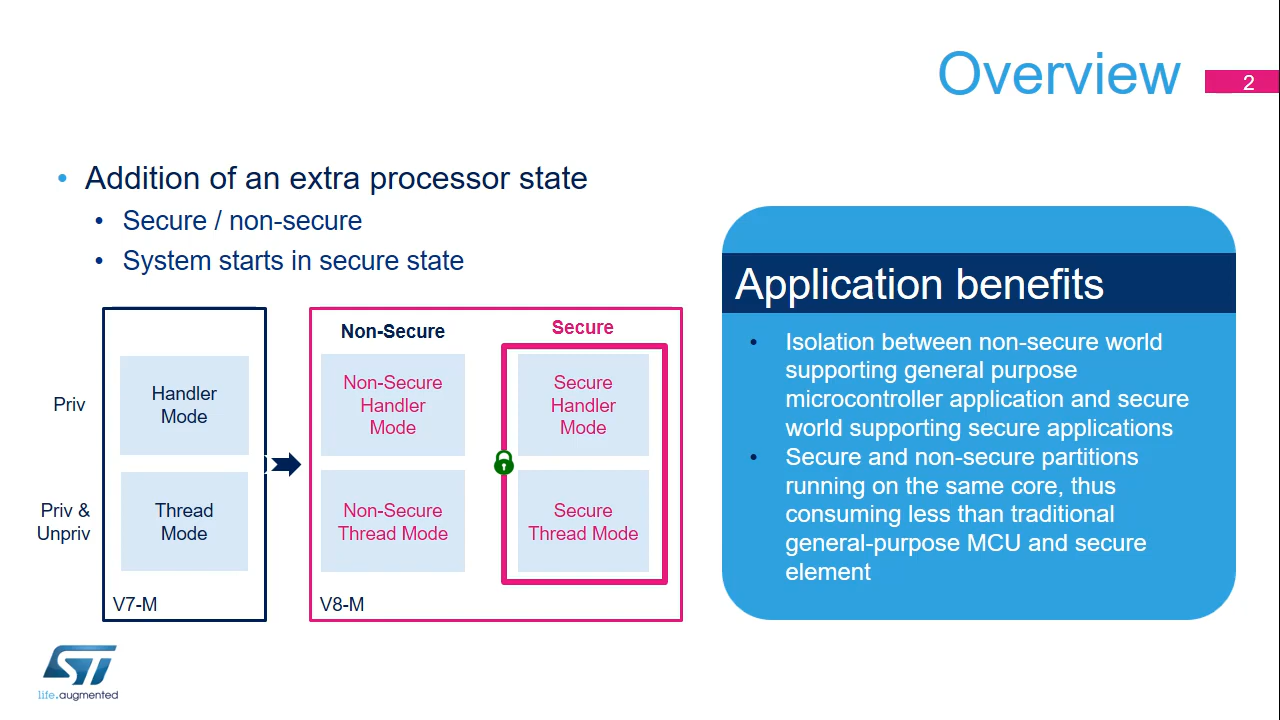 Overview
2
• Addition of an extra processor state
• Secure / non-secure
• System starts in secure state
Priv
Priv &
Unpriv
Handler
Mode
Thread
Mode
V7-M
Non-Secure
Secure
Non-Secure
Handler
Mode
Secure
Handler
Mode
Non-Secure
Thread Mode
Secure
Thread Mode
V8-M
Application benefits
• Isolation between non-secure world
supporting general purpose
microcontroller application and secure
world supporting secure applications
• Secure and non-secure partitions
running on the same core, thus
consuming less than traditional
general-purpose MCU and secure
element
ST
life.augmented